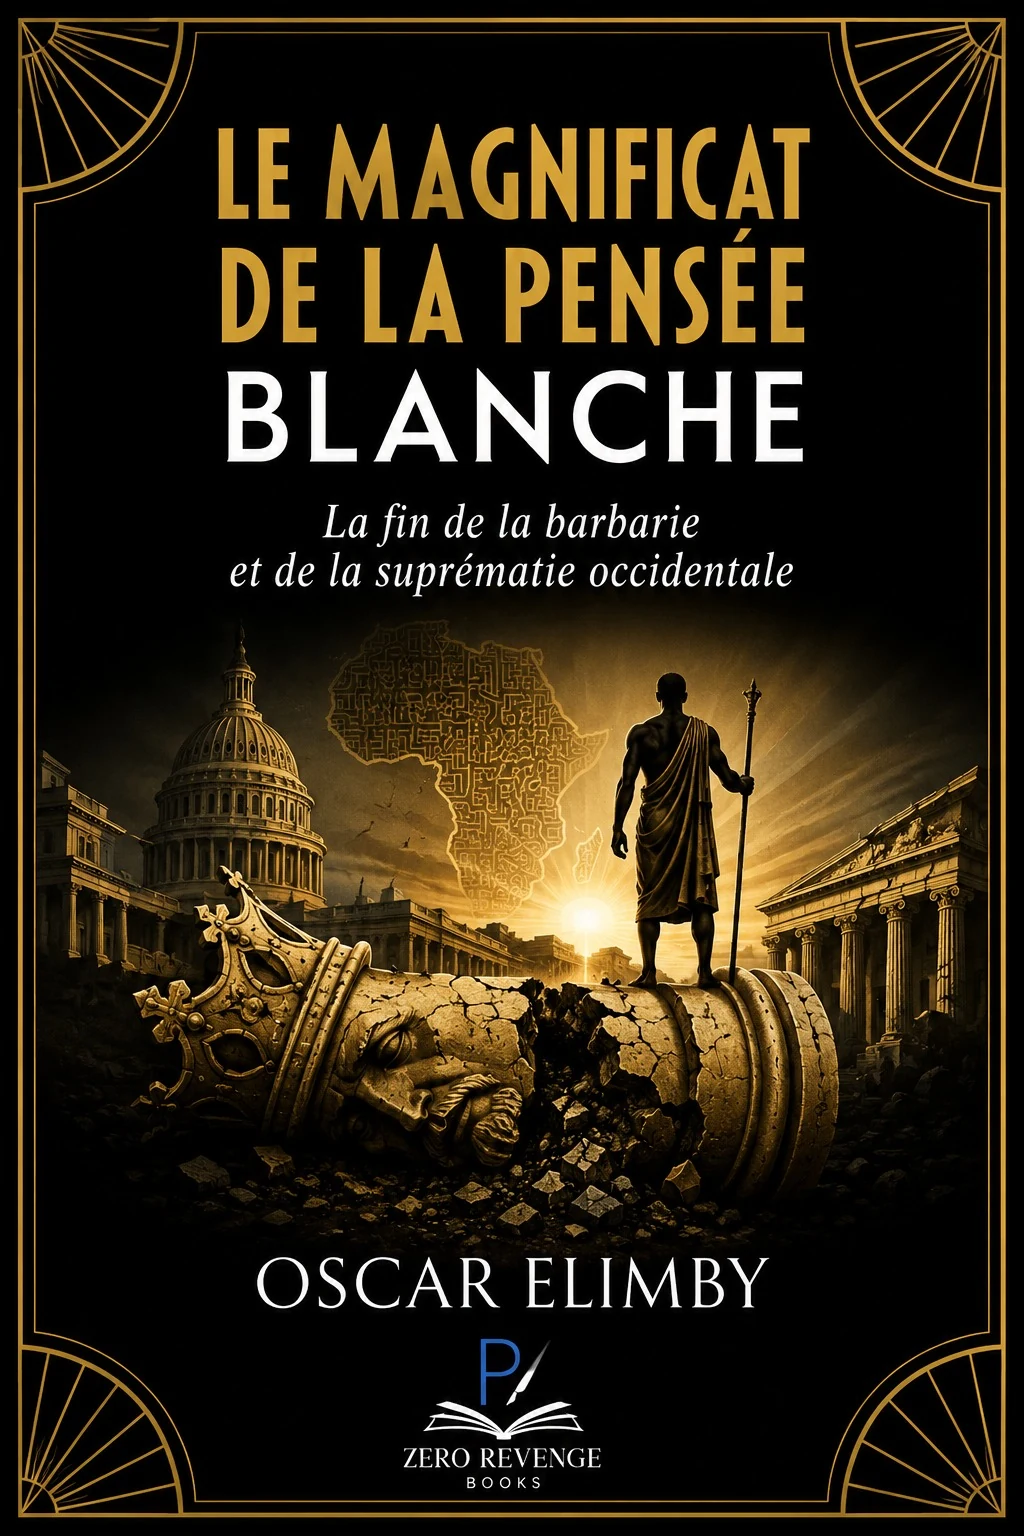 LE MAGNIFICAT
DE LA PENSÉE
BLANCHE
La fin de la barbarie
et de la suprématie occidentale
OSCAR ELIMBY
P
ZERO REVENGE
BOOKS